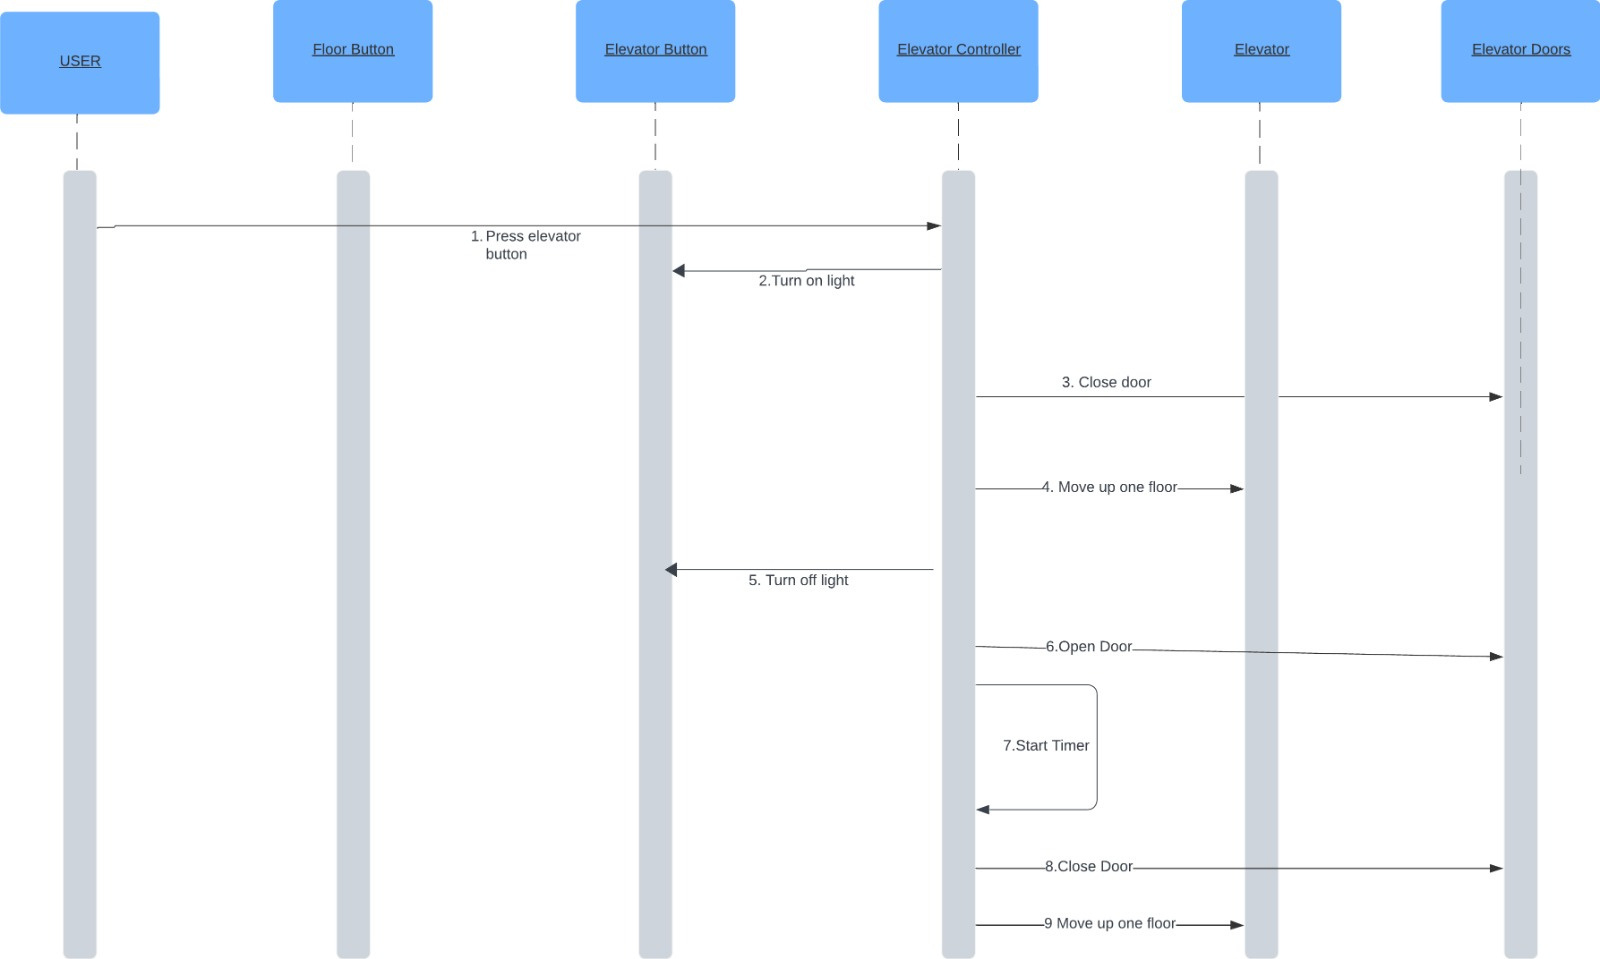 USER
Floor Button
Elevator Button
Elevator Controller
Elevator
Elevator Doors
1. Press elevator
button
2.Turn on light
3. Close door
4. Move up one floor
5. Turn off light
6.Open Door
7.Start Timer
8.Close Door
9 Move up one floor